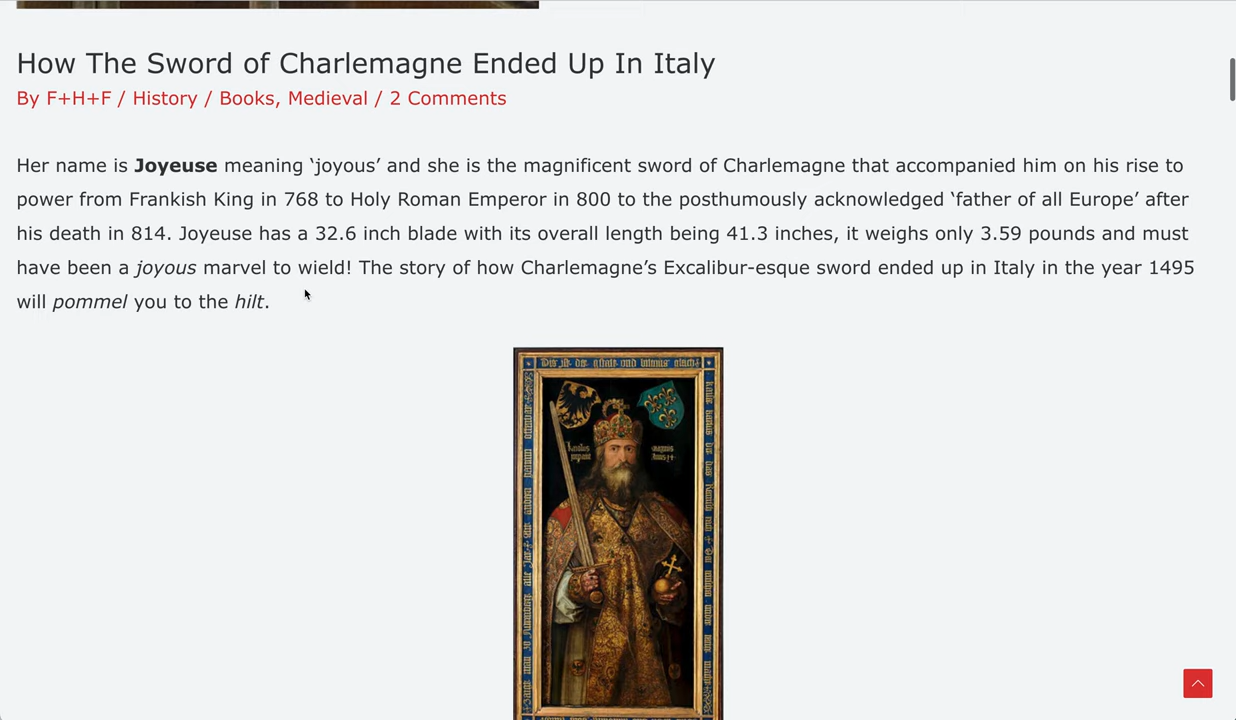 How The Sword of Charlemagne Ended Up In Italy
By F+H+F / History / Books, Medieval / 2 Comments
Her name is Joyeuse meaning ‘joyous’ and she is the magnificent sword of Charlemagne that accompanied him on his rise to
power from Frankish King in 768 to Holy Roman Emperor in 800 to the posthumously acknowledged ‘father of all Europe’ after
his death in 814. Joyeuse has a 32.6 inch blade with its overall length being 41.3 inches, it weighs only 3.59 pounds and must
have been a joyous marvel to wield! The story of how Charlemagne’s Excalibur-esque sword ended up in Italy in the year 1495
will pommel you to the hilt.